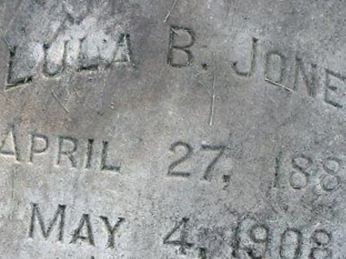 LULA B. JONE
APRIL 27, 188
MAY 4, 1908